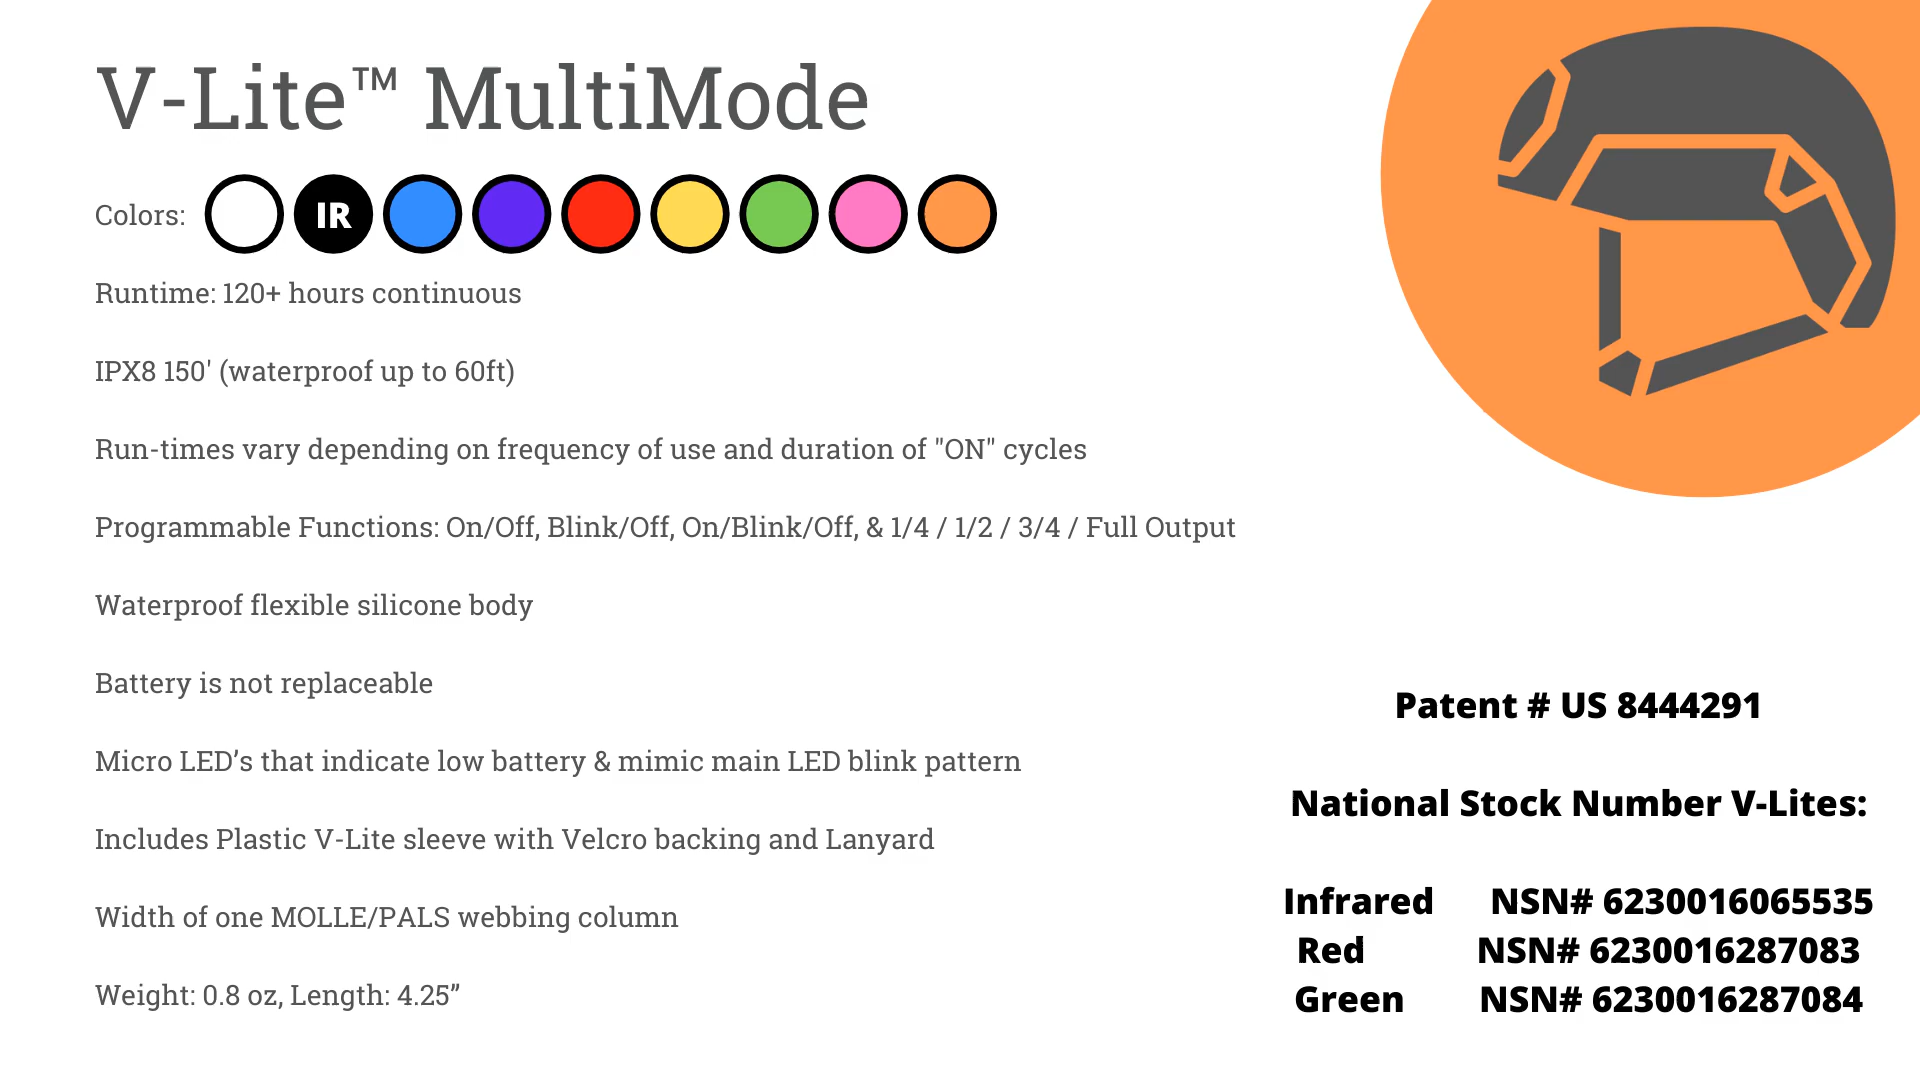 V-Lite™ MultiMode
Colors: IR
Runtime: 120+ hours continuous
IPX8 150' (waterproof up to 60ft)
Run-times vary depending on frequency of use and duration of "ON" cycles
Programmable Functions: On/Off, Blink/Off, On/Blink/Off, & 1/4 / 1/2 / 3/4 / Full Output
Waterproof flexible silicone body
Battery is not replaceable
Micro LED’s that indicate low battery & mimic main LED blink pattern
Includes Plastic V-Lite sleeve with Velcro backing and Lanyard
Width of one MOLLE/PALS webbing column
Weight: 0.8 oz, Length: 4.25”
Patent # US 8444291
National Stock Number V-Lites:
Infrared NSN# 6230016065535
Red NSN# 6230016287083
Green NSN# 6230016287084